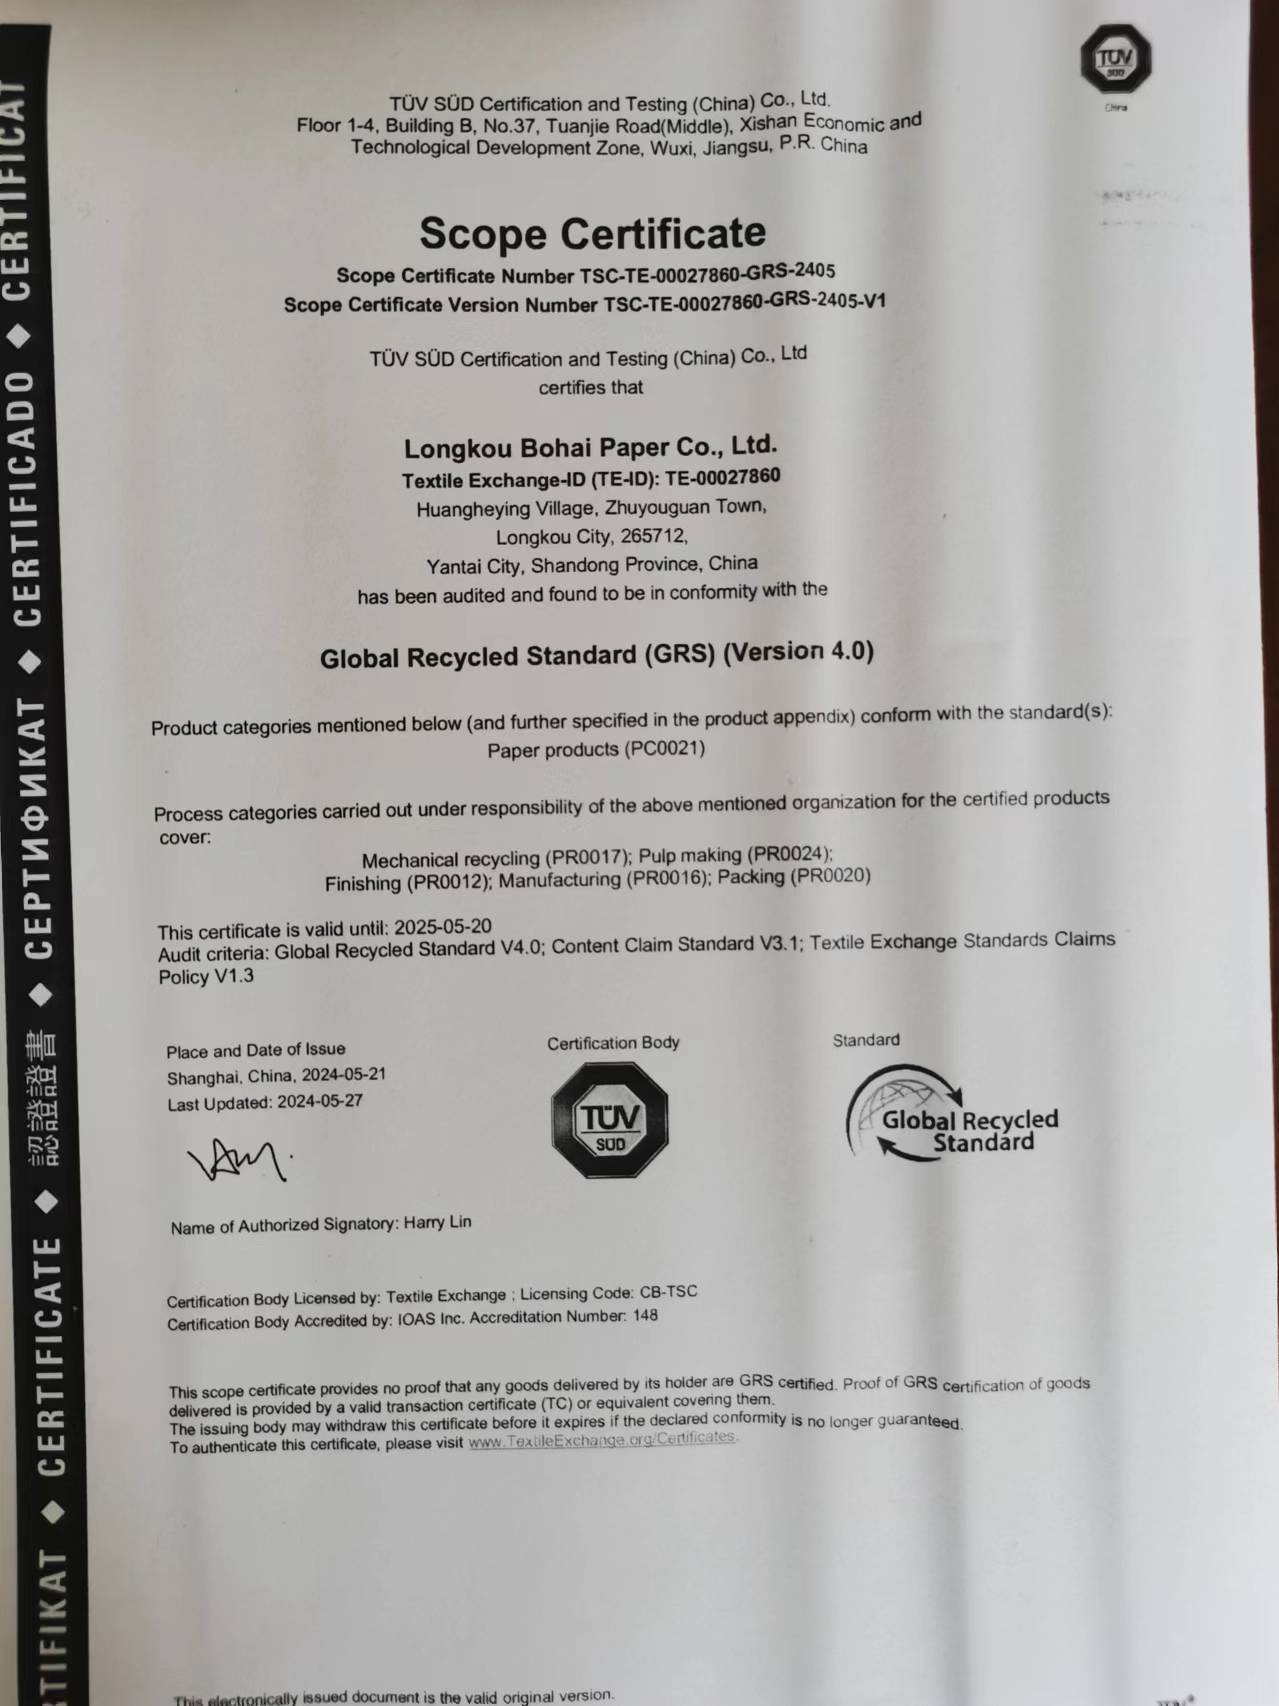 TÜV
SÜD
China
TÜV SÜD Certification and Testing (China) Co., Ltd.
Floor 1-4, Building B, No.37, Tuanjie Road(Middle), Xishan Economic and
Technological Development Zone, Wuxi, Jiangsu, P.R. China
Scope Certificate
Scope Certificate Number TSC-TE-00027860-GRS-2405
Scope Certificate Version Number TSC-TE-00027860-GRS-2405-V1
TÜV SÜD Certification and Testing (China) Co., Ltd
certifies that
Longkou Bohai Paper Co., Ltd.
Textile Exchange-ID (TE-ID): TE-00027860
Huangheying Village, Zhuyouguan Town,
Longkou City, 265712,
Yantai City, Shandong Province, China
has been audited and found to be in conformity with the
Global Recycled Standard (GRS) (Version 4.0)
Product categories mentioned below (and further specified in the product appendix) conform with the standard(s):
Paper products (PC0021)
Process categories carried out under responsibility of the above mentioned organization for the certified products
cover:
Mechanical recycling (PR0017); Pulp making (PR0024);
Finishing (PR0012); Manufacturing (PR0016); Packing (PR0020)
This certificate is valid until: 2025-05-20
Audit criteria: Global Recycled Standard V4.0; Content Claim Standard V3.1; Textile Exchange Standards Claims
Policy V1.3
Place and Date of Issue
Shanghai, China, 2024-05-21
Last Updated: 2024-05-27
Certification Body
TÜV
SÜD
Standard
Global Recycled
Standard
Name of Authorized Signatory: Harry Lin
Certification Body Licensed by: Textile Exchange ; Licensing Code: CB-TSC
Certification Body Accredited by: IOAS Inc. Accreditation Number: 148
This scope certificate provides no proof that any goods delivered by its holder are GRS certified. Proof of GRS certification of goods
delivered is provided by a valid transaction certificate (TC) or equivalent covering them.
The issuing body may withdraw this certificate before it expires if the declared conformity is no longer guaranteed.
To authenticate this certificate, please visit www.TextileExchange.org/Certificates.
This electronically issued document is the valid original version.
TIFIKAT ◆ CERTIFICATE ◆ 認證證書 ◆ СЕРТИФИКАТ ◆ CERTIFICADO ◆ CERTIFICAT